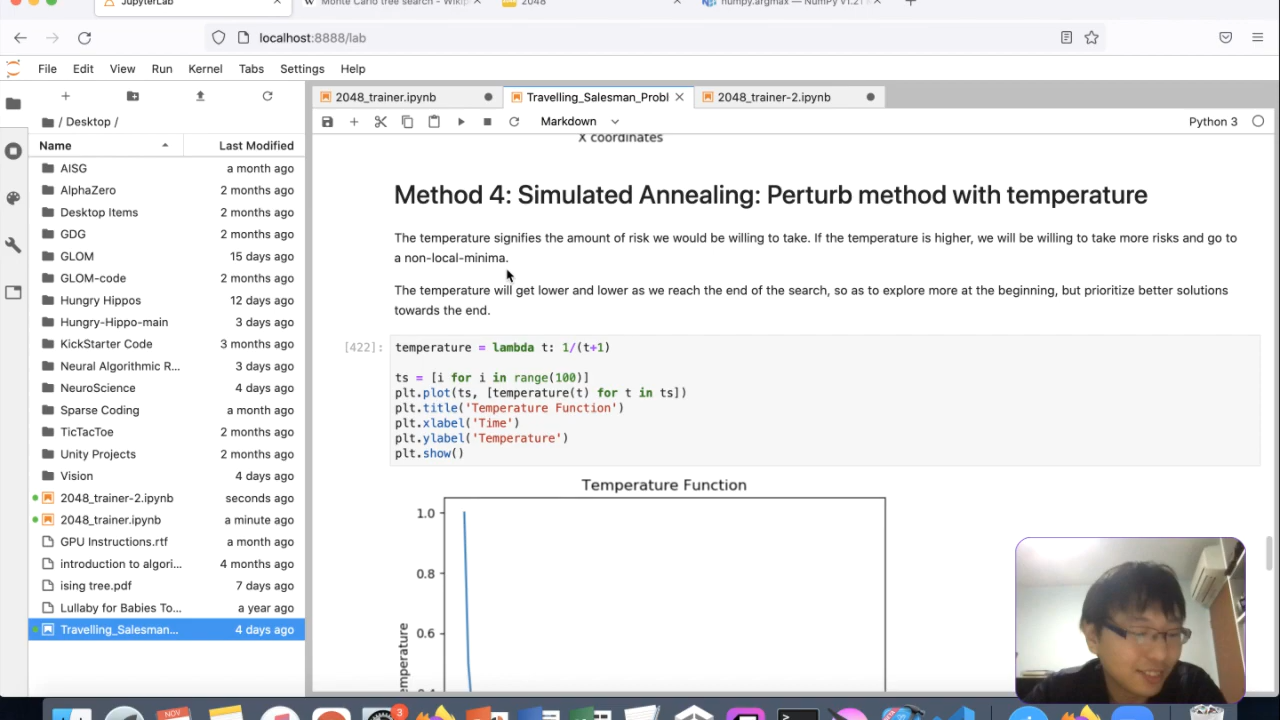 JupyterLab
Monte Carlo tree search - Wikip
2048
numpy.argmax — NumPy v1.21
localhost:8888/lab
File Edit View Run Kernel Tabs Settings Help
2048_trainer.ipynb
Travelling_Salesman_Probl
2048_trainer-2.ipynb
/ Desktop /
Markdown
Python 3
Name Last Modified
AISG a month ago
AlphaZero 2 months ago
Desktop Items 2 months ago
GDG 2 months ago
GLOM 15 days ago
GLOM-code 2 months ago
Hungry Hippos 12 days ago
Hungry-Hippo-main 3 days ago
KickStarter Code 3 months ago
Neural Algorithmic R... 3 days ago
NeuroScience 4 days ago
Sparse Coding a month ago
TicTacToe 2 months ago
Unity Projects 2 months ago
Vision 4 days ago
2048_trainer-2.ipynb seconds ago
2048_trainer.ipynb a minute ago
GPU Instructions.rtf a month ago
introduction to algori... 4 months ago
ising tree.pdf 7 days ago
Lullaby for Babies To... a year ago
Travelling_Salesman... 4 days ago
X coordinates
Method 4: Simulated Annealing: Perturb method with temperature
The temperature signifies the amount of risk we would be willing to take. If the temperature is higher, we will be willing to take more risks and go to
a non-local-minima.
The temperature will get lower and lower as we reach the end of the search, so as to explore more at the beginning, but prioritize better solutions
towards the end.
[422]:
temperature = lambda t: 1/(t+1)
ts = [i for i in range(100)]
plt.plot(ts, [temperature(t) for t in ts])
plt.title('Temperature Function')
plt.xlabel('Time')
plt.ylabel('Temperature')
plt.show()
Temperature Function
1.0
0.8
0.6
NOV
3